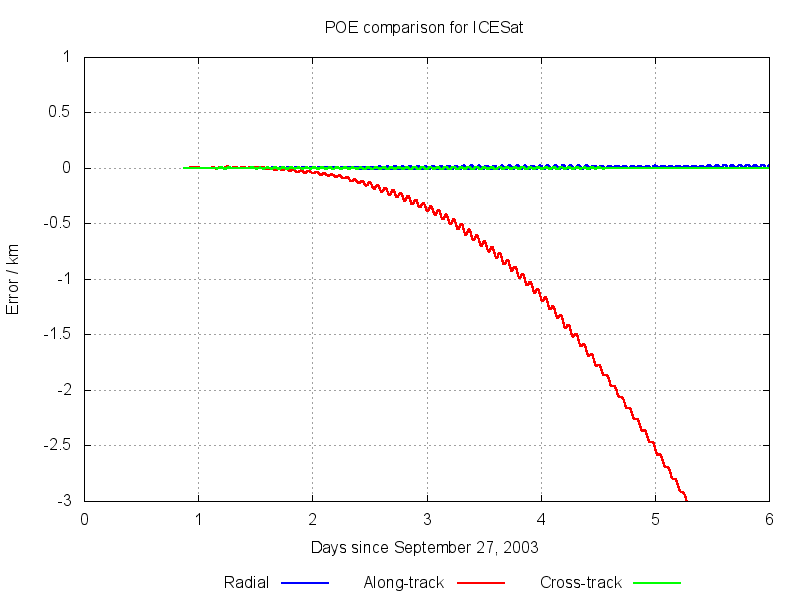 POE comparison for ICESat
1
0.5
0
-0.5
-1
-1.5
-2
-2.5
-3
Error / km
0 1 2 3 4 5 6
Days since September 27, 2003
Radial Along-track Cross-track